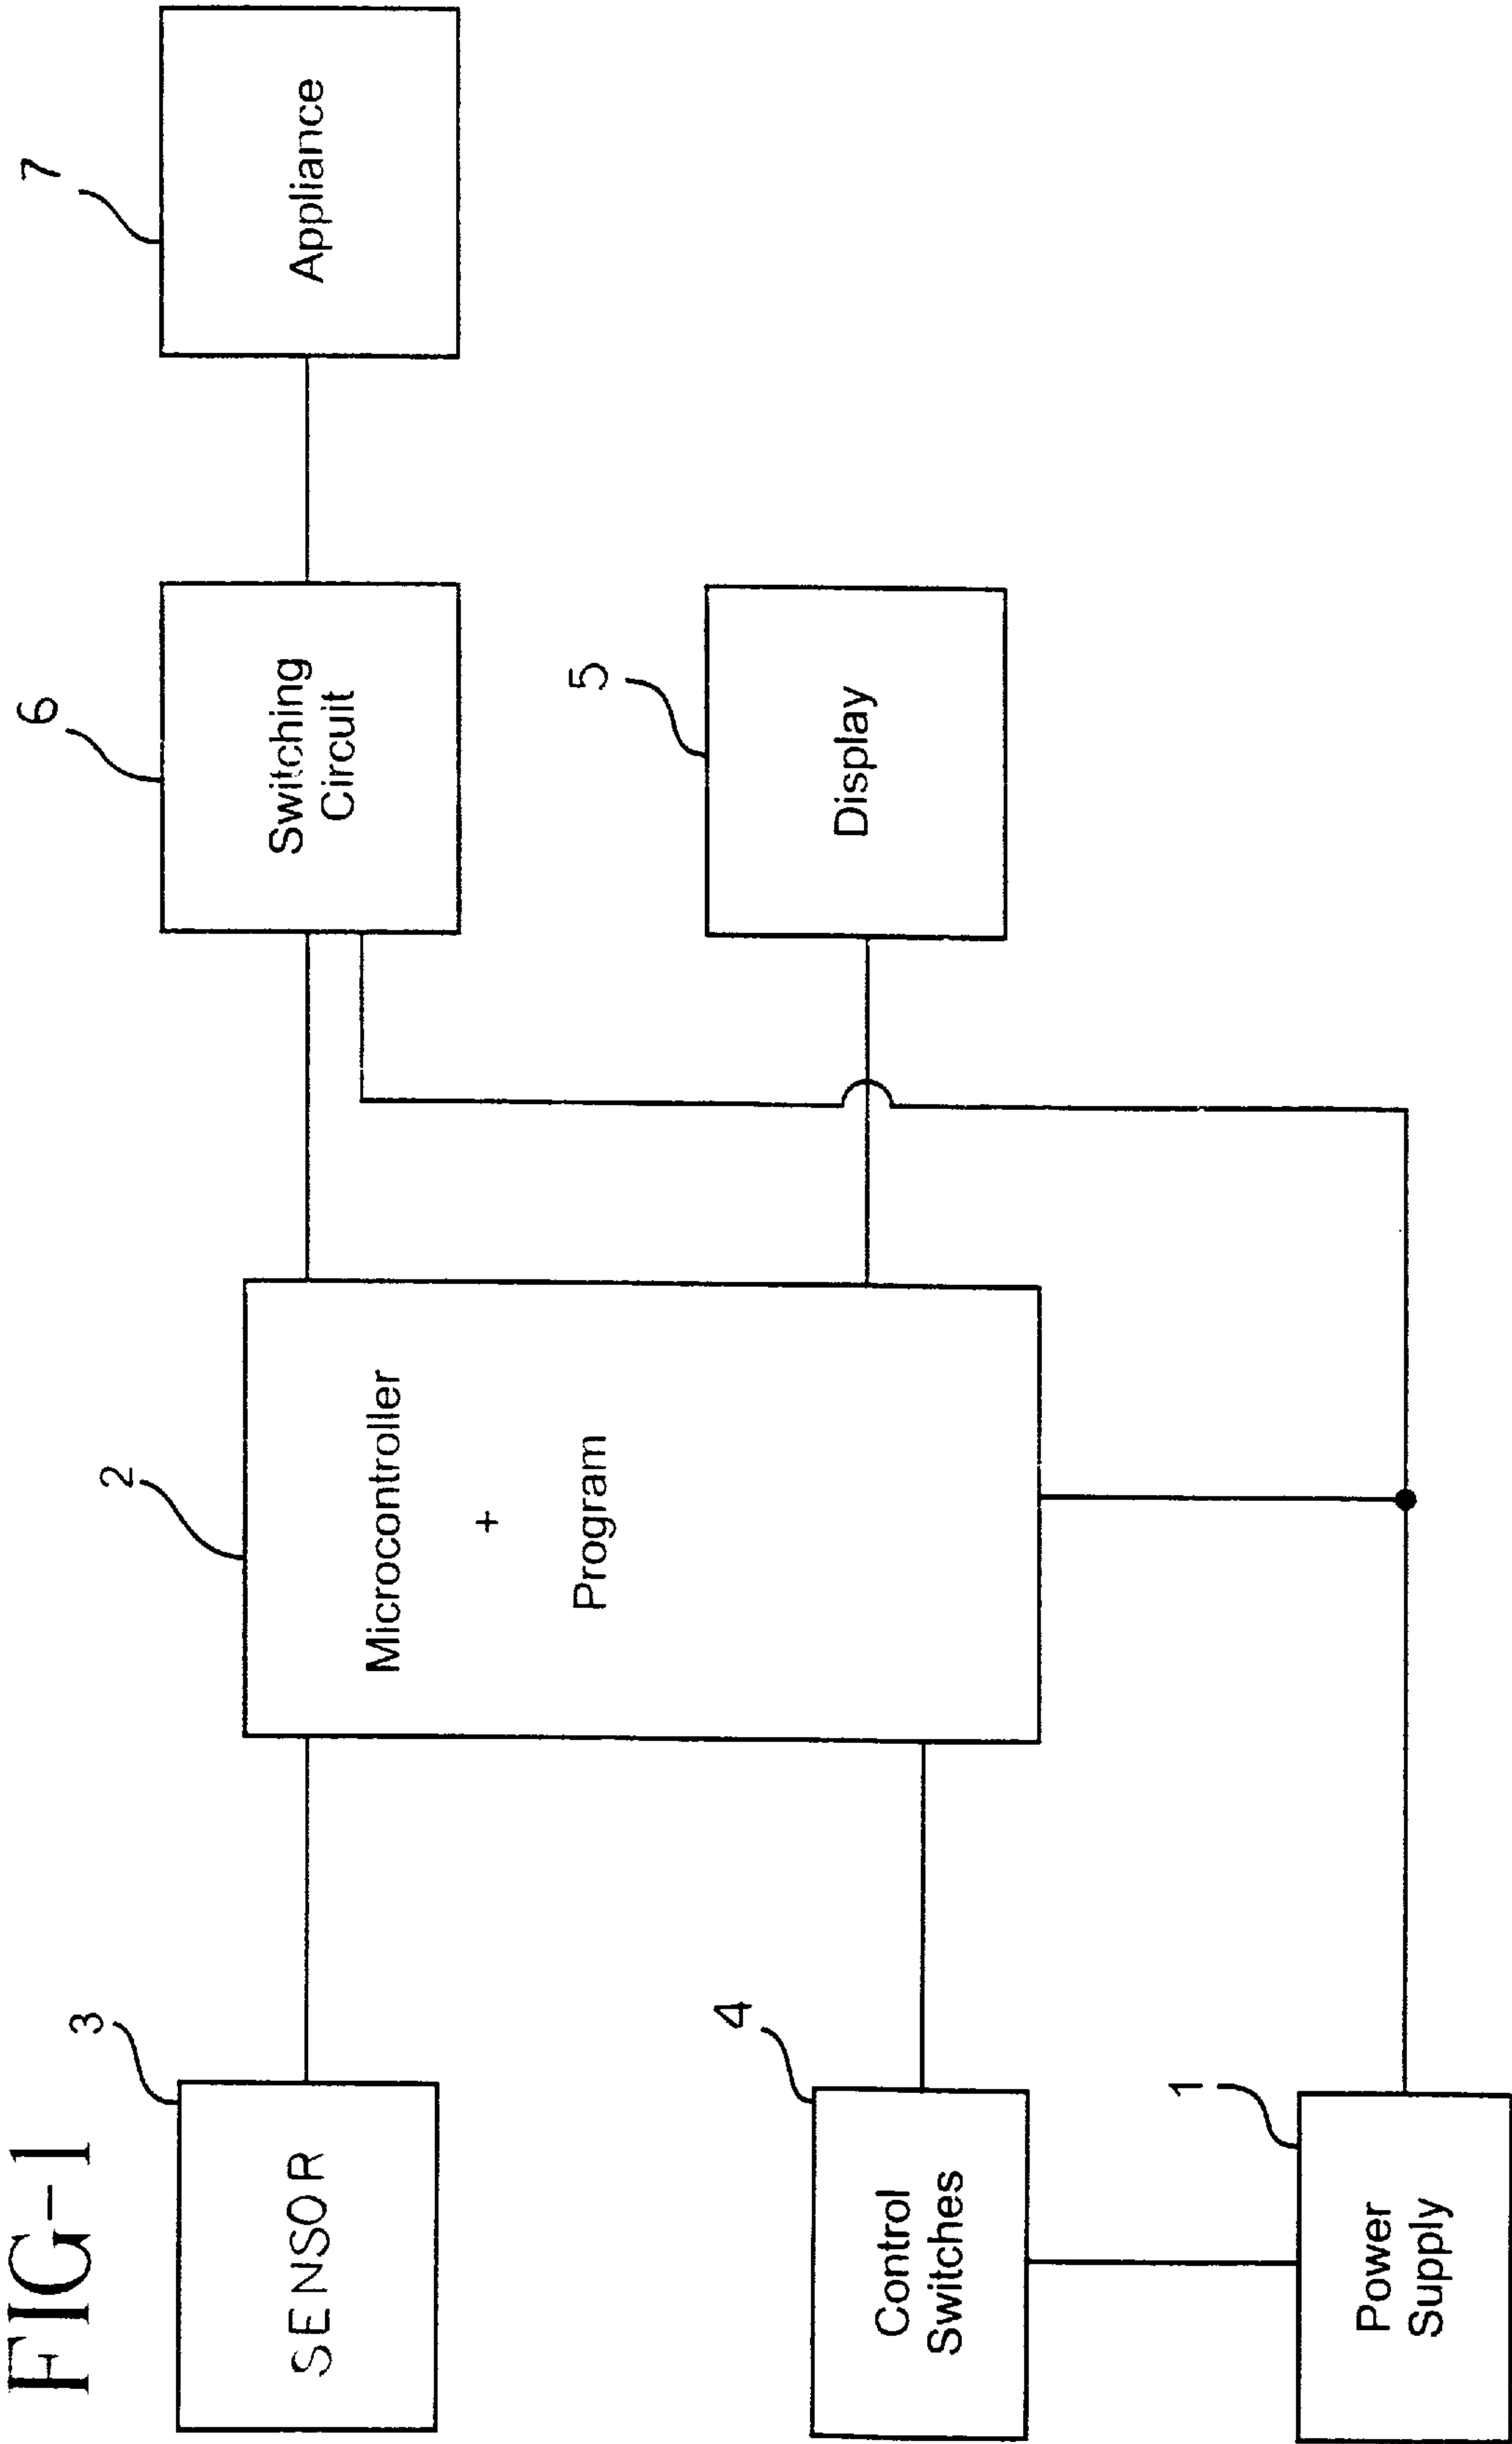 FIG-1
3
SENSOR
2
Microcontroller
+
Program
6
Switching
Circuit
7
Appliance
4
Control
Switches
5
Display
1
Power
Supply